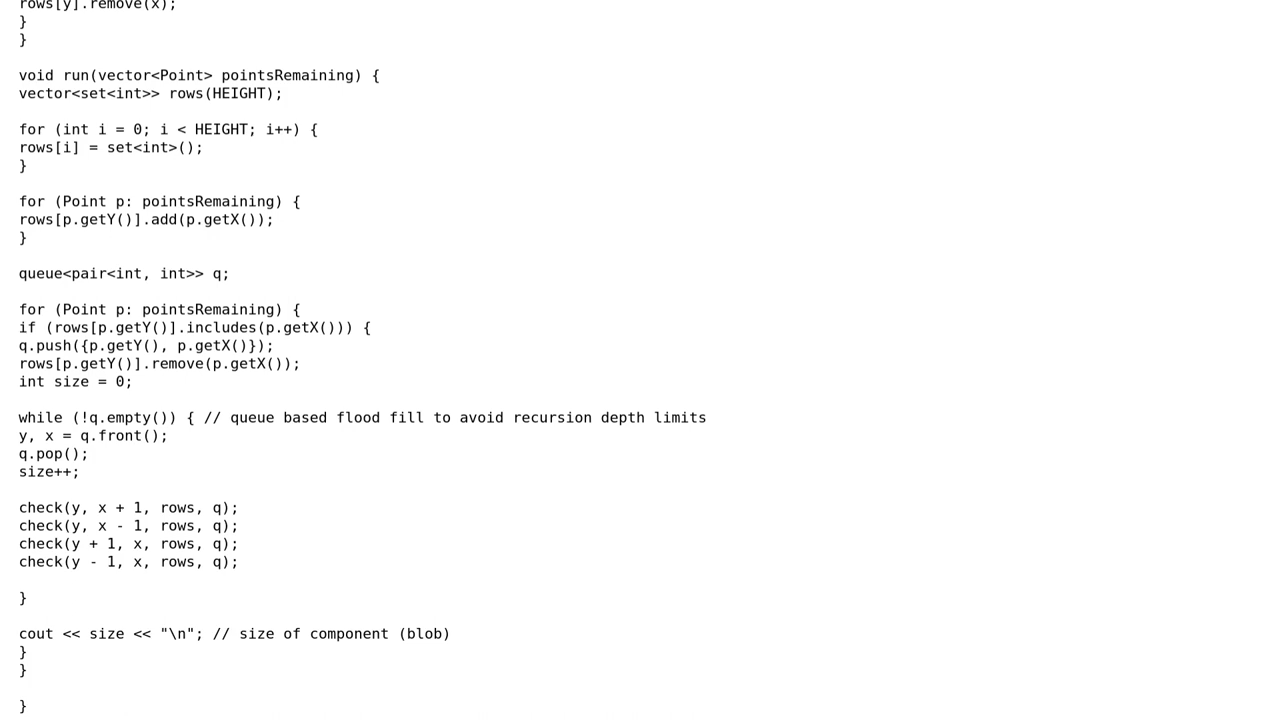 rows[y].remove(x);
}
}
void run(vector<Point> pointsRemaining) {
vector<set<int>> rows(HEIGHT);
for (int i = 0; i < HEIGHT; i++) {
rows[i] = set<int>();
}
for (Point p: pointsRemaining) {
rows[p.getY()].add(p.getX());
}
queue<pair<int, int>> q;
for (Point p: pointsRemaining) {
if (rows[p.getY()].includes(p.getX())) {
q.push({p.getY(), p.getX()});
rows[p.getY()].remove(p.getX());
int size = 0;
while (!q.empty()) { // queue based flood fill to avoid recursion depth limits
y, x = q.front();
q.pop();
size++;
check(y, x + 1, rows, q);
check(y, x - 1, rows, q);
check(y + 1, x, rows, q);
check(y - 1, x, rows, q);
}
cout << size << "\n"; // size of component (blob)
}
}
}